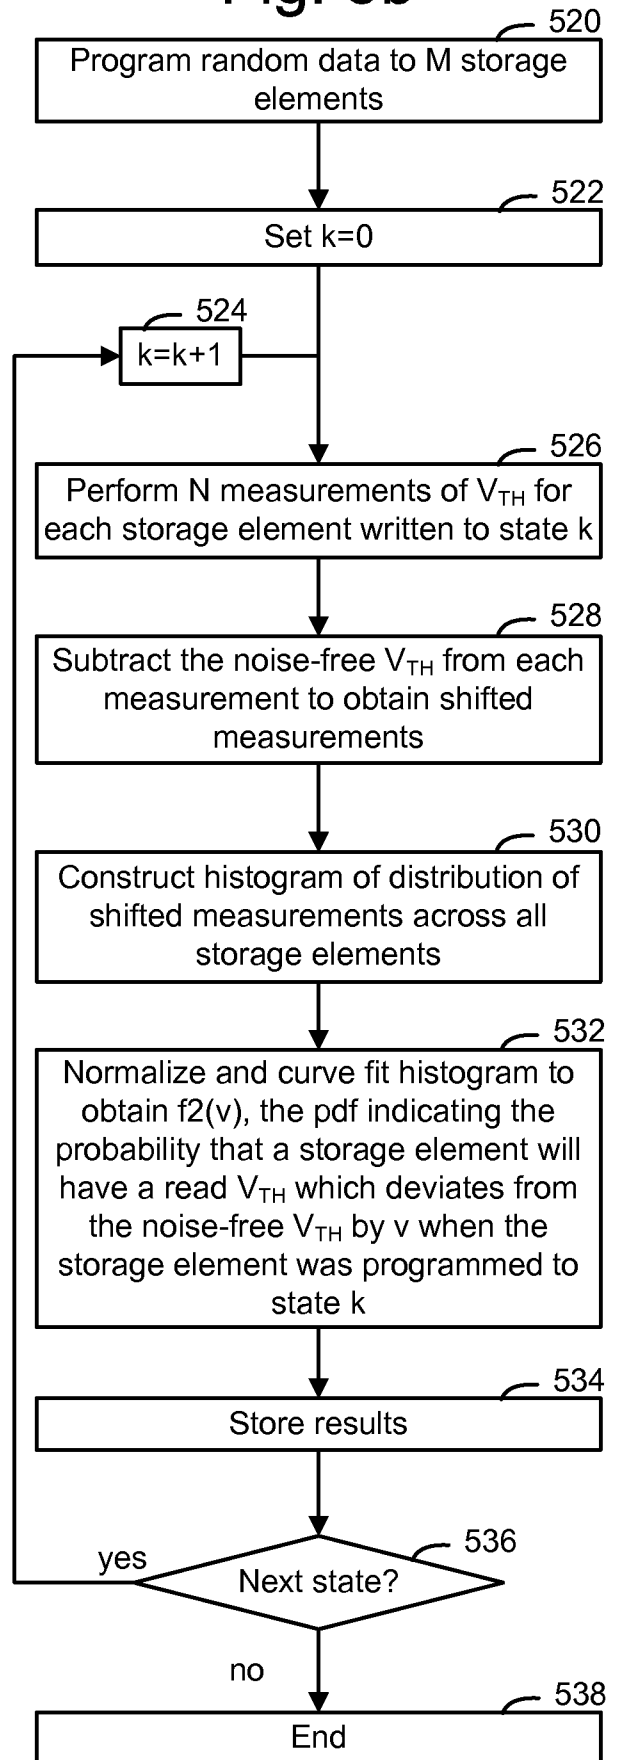 520
Program random data to M storage
elements
522
Set k=0
524
k=k+1
526
Perform N measurements of VTH for
each storage element written to state k
528
Subtract the noise-free VTH from each
measurement to obtain shifted
measurements
530
Construct histogram of distribution of
shifted measurements across all
storage elements
532
Normalize and curve fit histogram to
obtain f2(v), the pdf indicating the
probability that a storage element will
have a read VTH which deviates from
the noise-free VTH by v when the
storage element was programmed to
state k
534
Store results
536
yes
Next state?
no
538
End